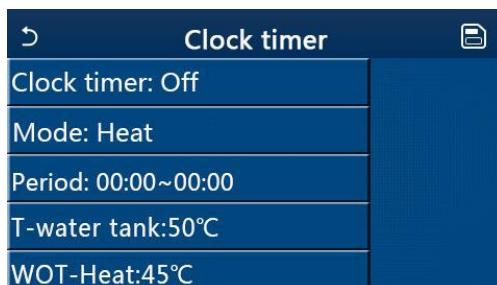 Clock timer
Clock timer: Off
Mode: Heat
Period: 00:00~00:00
T-water tank:50℃
WOT-Heat:45℃